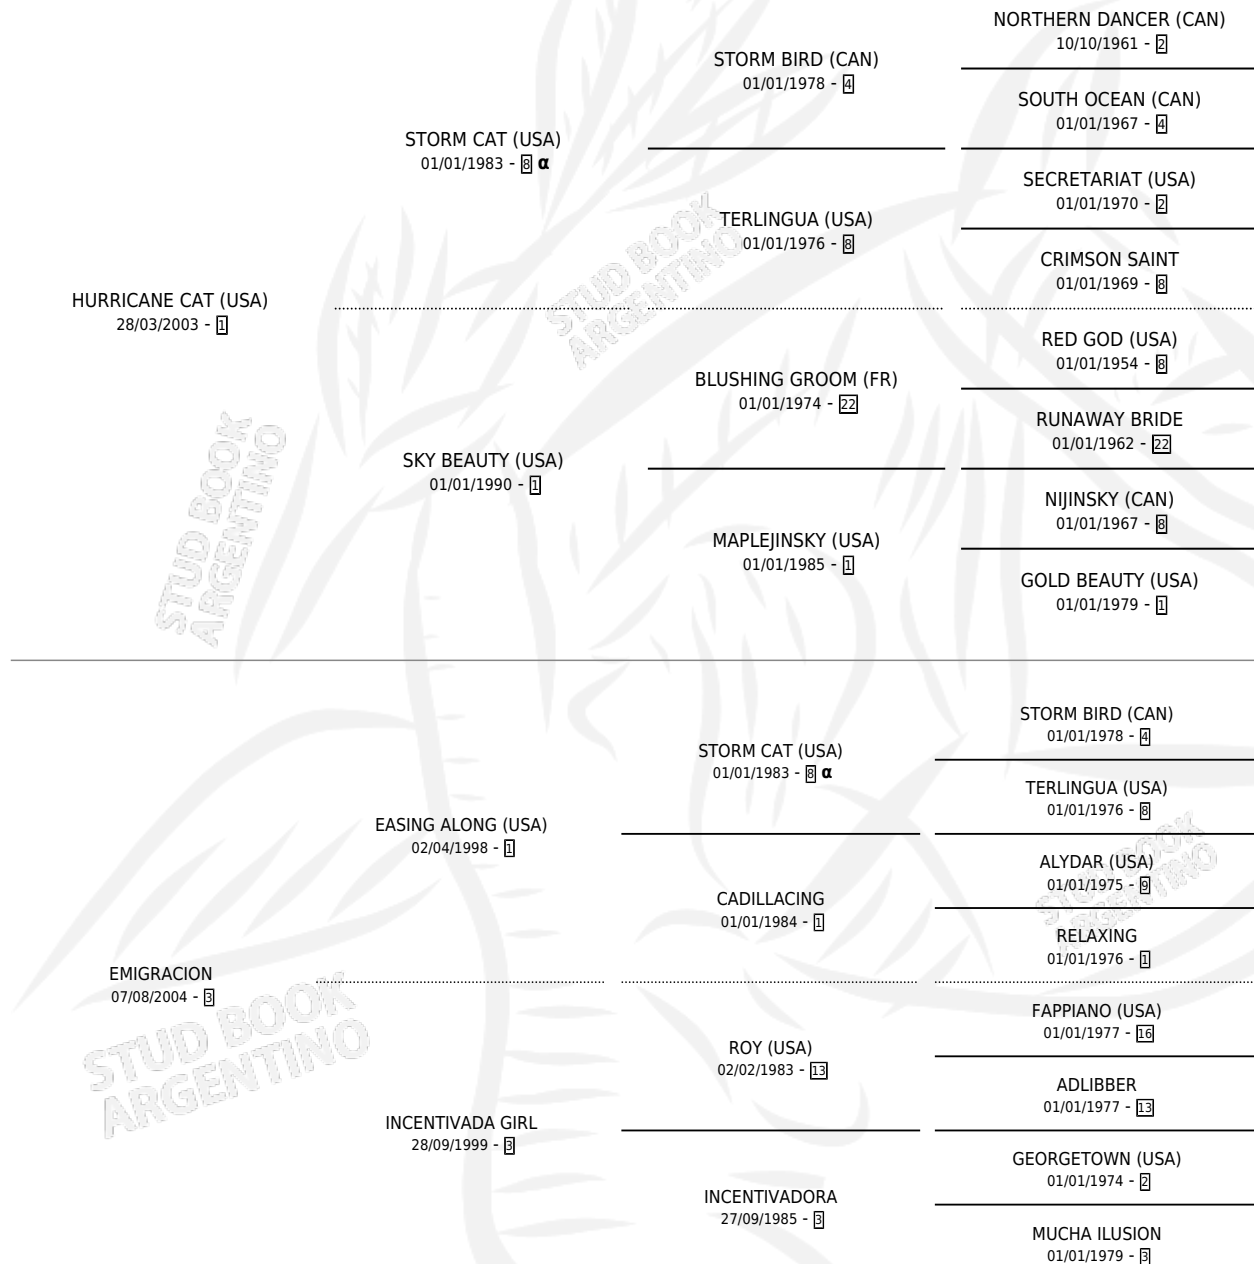 NORTHERN DANCER (CAN)
10/10/1961 - 2
STORM BIRD (CAN)
01/01/1978 - 4
SOUTH OCEAN (CAN)
01/01/1967 - 4
STORM CAT (USA)
01/01/1983 - 8 α
SECRETARIAT (USA)
01/01/1970 - 2
TERLINGUA (USA)
01/01/1976 - 8
CRIMSON SAINT
01/01/1969 - 8
HURRICANE CAT (USA)
28/03/2003 - 1
RED GOD (USA)
01/01/1954 - 8
BLUSHING GROOM (FR)
01/01/1974 - 22
RUNAWAY BRIDE
01/01/1962 - 22
SKY BEAUTY (USA)
01/01/1990 - 1
NIJINSKY (CAN)
01/01/1967 - 8
MAPLEJINSKY (USA)
01/01/1985 - 1
GOLD BEAUTY (USA)
01/01/1979 - 1
STORM BIRD (CAN)
01/01/1978 - 4
STORM CAT (USA)
01/01/1983 - 8 α
TERLINGUA (USA)
01/01/1976 - 8
EASING ALONG (USA)
02/04/1998 - 1
ALYDAR (USA)
01/01/1975 - 9
CADILLACING
01/01/1984 - 1
RELAXING
01/01/1976 - 1
EMIGRACION
07/08/2004 - 3
FAPPIANO (USA)
01/01/1977 - 16
ROY (USA)
02/02/1983 - 13
ADLIBBER
01/01/1977 - 13
INCENTIVADA GIRL
28/09/1999 - 3
GEORGETOWN (USA)
01/01/1974 - 2
INCENTIVADORA
27/09/1985 - 3
MUCHA ILUSION
01/01/1979 - 3
STUD BOOK
ARGENTINO
STUD BOOK
ARGENTINO
STUD BOOK
ARGENTINO
STUD BOOK
ARGENTINO